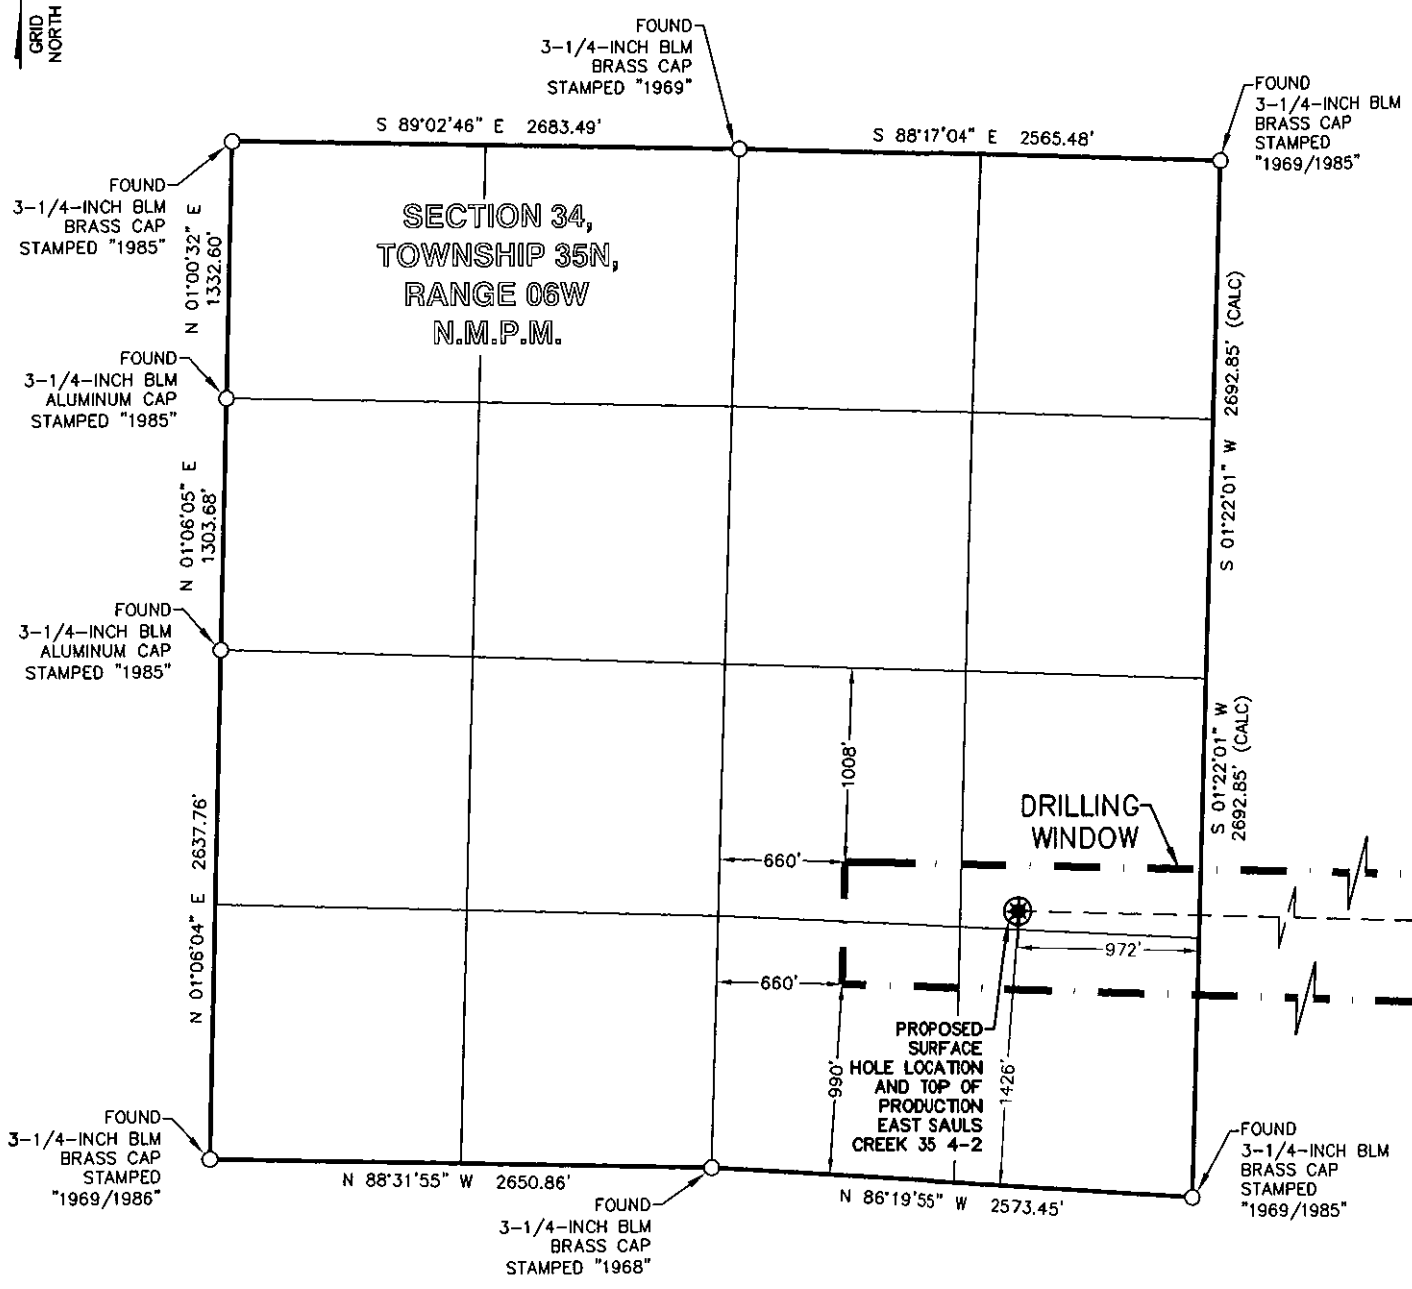 GRID
NORTH
FOUND
3-1/4-INCH BLM
BRASS CAP
STAMPED "1969"
FOUND
3-1/4-INCH BLM
BRASS CAP
STAMPED
"1969/1985"
S 89°02'46" E 2683.49'
S 88°17'04" E 2565.48'
FOUND
3-1/4-INCH BLM
BRASS CAP
STAMPED "1985"
N 01°00'32" E
1332.60'
SECTION 34,
TOWNSHIP 35N,
RANGE 06W
N.M.P.M.
S 01°22'01" W 2692.85' (CALC)
FOUND
3-1/4-INCH BLM
ALUMINUM CAP
STAMPED "1985"
N 01°06'05" E
1303.68'
FOUND
3-1/4-INCH BLM
ALUMINUM CAP
STAMPED "1985"
1008'
S 01°22'01" W
2692.85' (CALC)
DRILLING
WINDOW
660'
N 01°06'04" E 2637.76'
972'
660'
PROPOSED
SURFACE
HOLE LOCATION
AND TOP OF
PRODUCTION
EAST SAULS
CREEK 35 4-2
990'
1426'
FOUND
3-1/4-INCH BLM
BRASS CAP
STAMPED
"1969/1986"
N 88°31'55" W 2650.86'
N 86°19'55" W 2573.45'
FOUND
3-1/4-INCH BLM
BRASS CAP
STAMPED "1968"
FOUND
3-1/4-INCH BLM
BRASS CAP
STAMPED
"1969/1985"